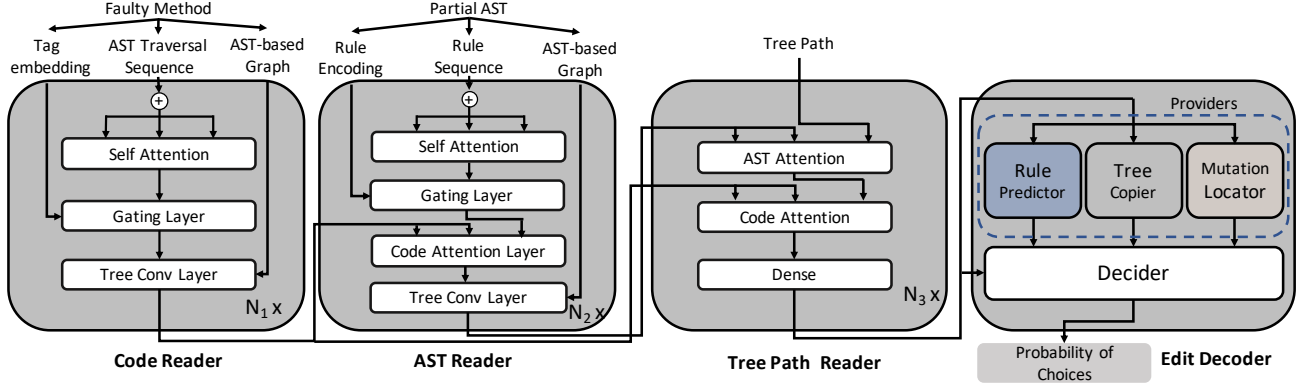 Faulty Method
Tag
embedding
AST Traversal
Sequence
AST-based
Graph
+
Self Attention
Gating Layer
Tree Conv Layer
N1 x
Code Reader
Partial AST
Rule
Encoding
Rule
Sequence
AST-based
Graph
+
Self Attention
Gating Layer
Code Attention Layer
Tree Conv Layer
N2 x
AST Reader
Tree Path
AST Attention
Code Attention
Dense
N3 x
Tree Path Reader
Providers
Rule
Predictor
Tree
Copier
Mutation
Locator
Decider
Probability of
Choices
Edit Decoder